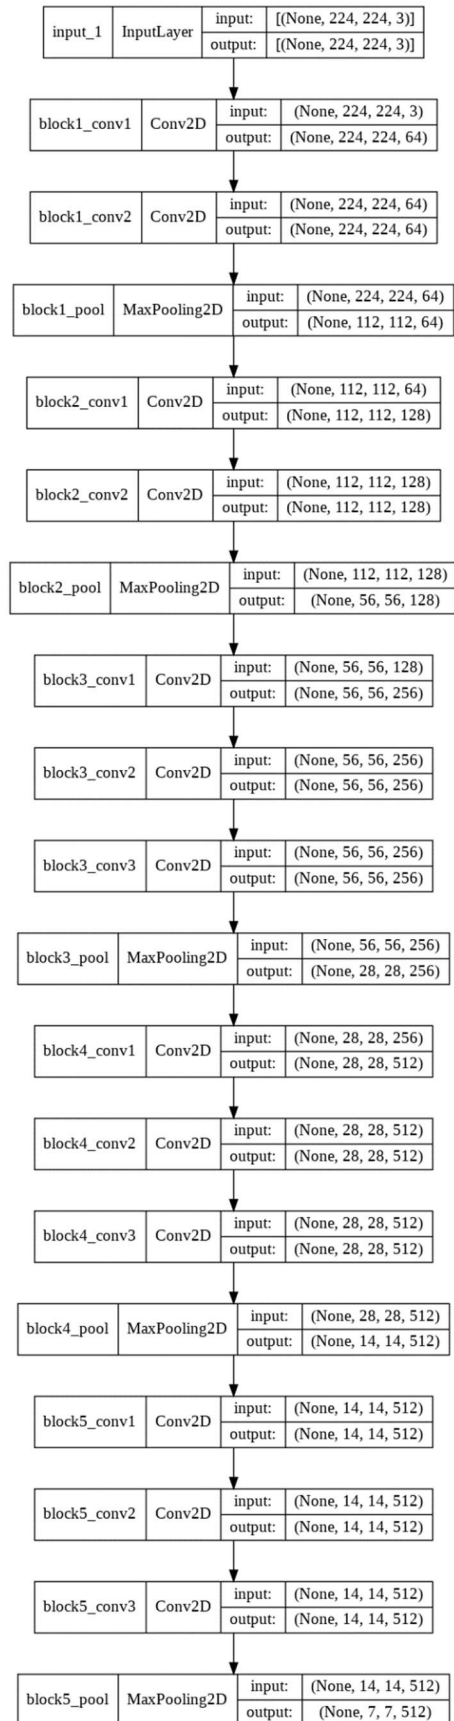 input_1 InputLayer input: [(None, 224, 224, 3)]
output: [(None, 224, 224, 3)]
block1_conv1 Conv2D input: (None, 224, 224, 3)
output: (None, 224, 224, 64)
block1_conv2 Conv2D input: (None, 224, 224, 64)
output: (None, 224, 224, 64)
block1_pool MaxPooling2D input: (None, 224, 224, 64)
output: (None, 112, 112, 64)
block2_conv1 Conv2D input: (None, 112, 112, 64)
output: (None, 112, 112, 128)
block2_conv2 Conv2D input: (None, 112, 112, 128)
output: (None, 112, 112, 128)
block2_pool MaxPooling2D input: (None, 112, 112, 128)
output: (None, 56, 56, 128)
block3_conv1 Conv2D input: (None, 56, 56, 128)
output: (None, 56, 56, 256)
block3_conv2 Conv2D input: (None, 56, 56, 256)
output: (None, 56, 56, 256)
block3_conv3 Conv2D input: (None, 56, 56, 256)
output: (None, 56, 56, 256)
block3_pool MaxPooling2D input: (None, 56, 56, 256)
output: (None, 28, 28, 256)
block4_conv1 Conv2D input: (None, 28, 28, 256)
output: (None, 28, 28, 512)
block4_conv2 Conv2D input: (None, 28, 28, 512)
output: (None, 28, 28, 512)
block4_conv3 Conv2D input: (None, 28, 28, 512)
output: (None, 28, 28, 512)
block4_pool MaxPooling2D input: (None, 28, 28, 512)
output: (None, 14, 14, 512)
block5_conv1 Conv2D input: (None, 14, 14, 512)
output: (None, 14, 14, 512)
block5_conv2 Conv2D input: (None, 14, 14, 512)
output: (None, 14, 14, 512)
block5_conv3 Conv2D input: (None, 14, 14, 512)
output: (None, 14, 14, 512)
block5_pool MaxPooling2D input: (None, 14, 14, 512)
output: (None, 7, 7, 512)